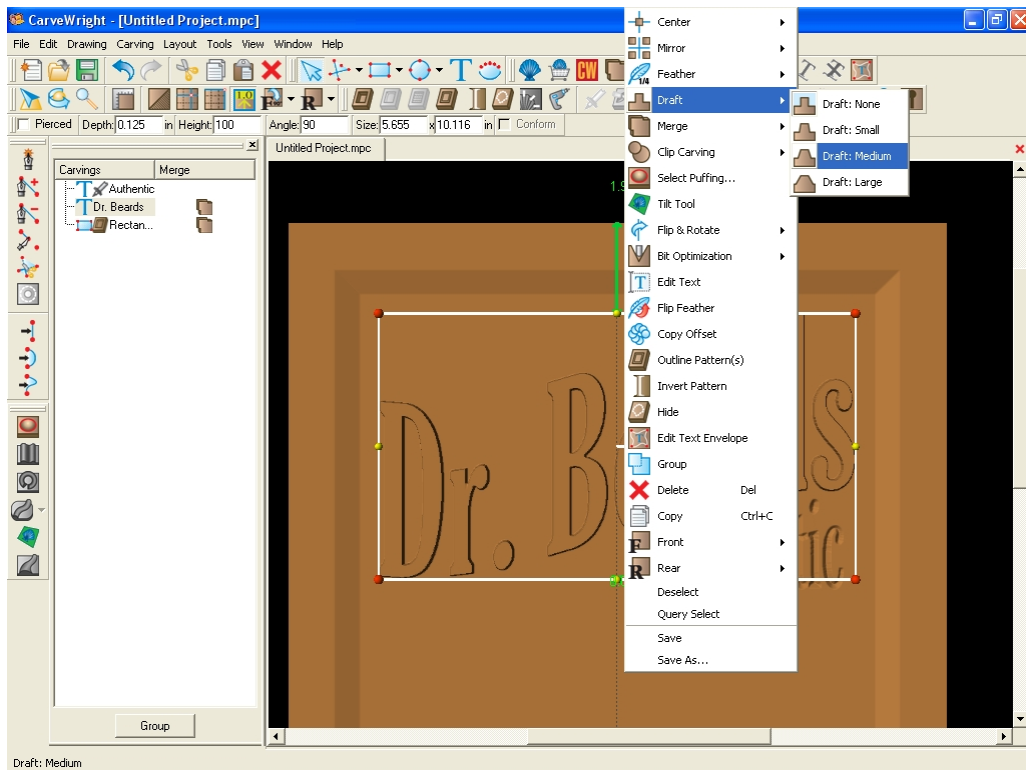 CarveWright - [Untitled Project.mpc]
File Edit Drawing Carving Layout Tools View Window Help
Pierced Depth: 0.125 in Height: 100 Angle: 90 Size: 5.655 x 10.116 in Conform
Carvings Merge
Authentic
Dr. Beards
Rectan...
Group
Untitled Project.mpc
Dr.
Center
Mirror
Feather
Draft
Merge
Clip Carving
Select Puffing...
Tilt Tool
Flip & Rotate
Bit Optimization
Edit Text
Flip Feather
Copy Offset
Outline Pattern(s)
Invert Pattern
Hide
Edit Text Envelope
Group
Delete Del
Copy Ctrl+C
Front
Rear
Deselect
Query Select
Save
Save As...
Draft: None
Draft: Small
Draft: Medium
Draft: Large
Draft: Medium